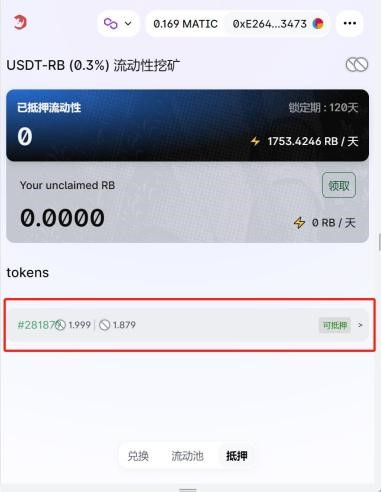 0.169 MATIC 0xE264...3473
USDT-RB (0.3%) 流动性挖矿
已抵押流动性 锁定期 : 120天
0 1753.4246 RB / 天
Your unclaimed RB 领取
0.0000 0 RB / 天
tokens
1.999 | 1.879 可抵押 >
兑换 流动池 抵押